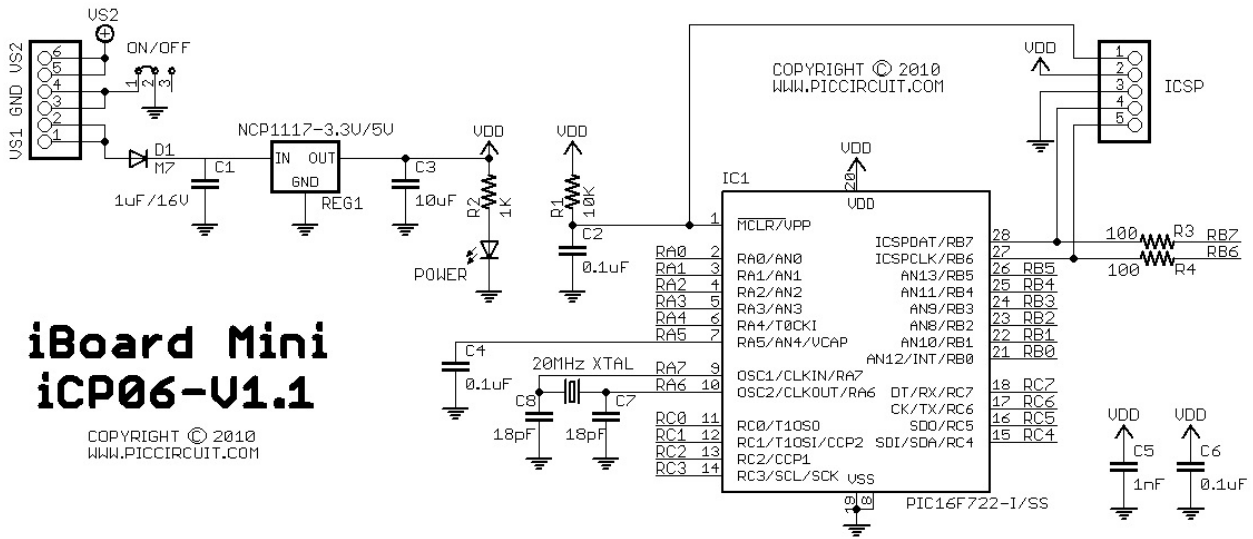 VS2
ON/OFF
VS1 GND VS2
6
5
4
3
2
1
1 2 3
D1
M7
C1
1uF/16V
NCP1117-3.3V/5V
IN OUT
GND
REG1
C3
10uF
VDD
R2
1K
POWER
VDD
R1
10K
C2
0.1uF
COPYRIGHT © 2010
WWW.PICCIRCUIT.COM
VDD
1
2
3
4
5
ICSP
IC1
VDD
20
VDD
1 MCLR/VPP
RA0 2 RA0/AN0
RA1 3 RA1/AN1
RA2 4 RA2/AN2
RA3 5 RA3/AN3
RA4 6 RA4/T0CKI
RA5 7 RA5/AN4/VCAP
RA7 9 OSC1/CLKIN/RA7
RA6 10 OSC2/CLKOUT/RA6
RC0 11 RC0/T1OSO
RC1 12 RC1/T1OSI/CCP2
RC2 13 RC2/CCP1
RC3 14 RC3/SCL/SCK
ICSPDAT/RB7 28
ICSPCLK/RB6 27
AN13/RB5 26 RB5
AN11/RB4 25 RB4
AN9/RB3 24 RB3
AN8/RB2 23 RB2
AN10/RB1 22 RB1
AN12/INT/RB0 21 RB0
DT/RX/RC7 18 RC7
CK/TX/RC6 17 RC6
SDO/RC5 16 RC5
SDI/SDA/RC4 15 RC4
VSS
19 8
PIC16F722-I/SS
100 R3 RB7
100 R4 RB6
C4
0.1uF
20MHz XTAL
C8
18pF
C7
18pF
VDD
C5
1nF
VDD
C6
0.1uF
iBoard Mini
iCP06-V1.1
COPYRIGHT © 2010
WWW.PICCIRCUIT.COM